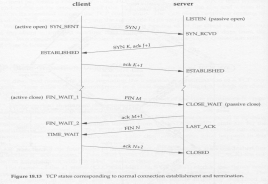 client server
LISTEN (passive open)
(active open) SYN_SENT
SYN J
SYN_RCVD
SYN K, ack J+1
ESTABLISHED
ack K+1
ESTABLISHED
(active close) FIN_WAIT_1
FIN M
CLOSE_WAIT (passive close)
ack M+1
FIN_WAIT_2
FIN N
LAST_ACK
TIME_WAIT
ack N+1
CLOSED
Figure 18.13 TCP states corresponding to normal connection establishment and termination.